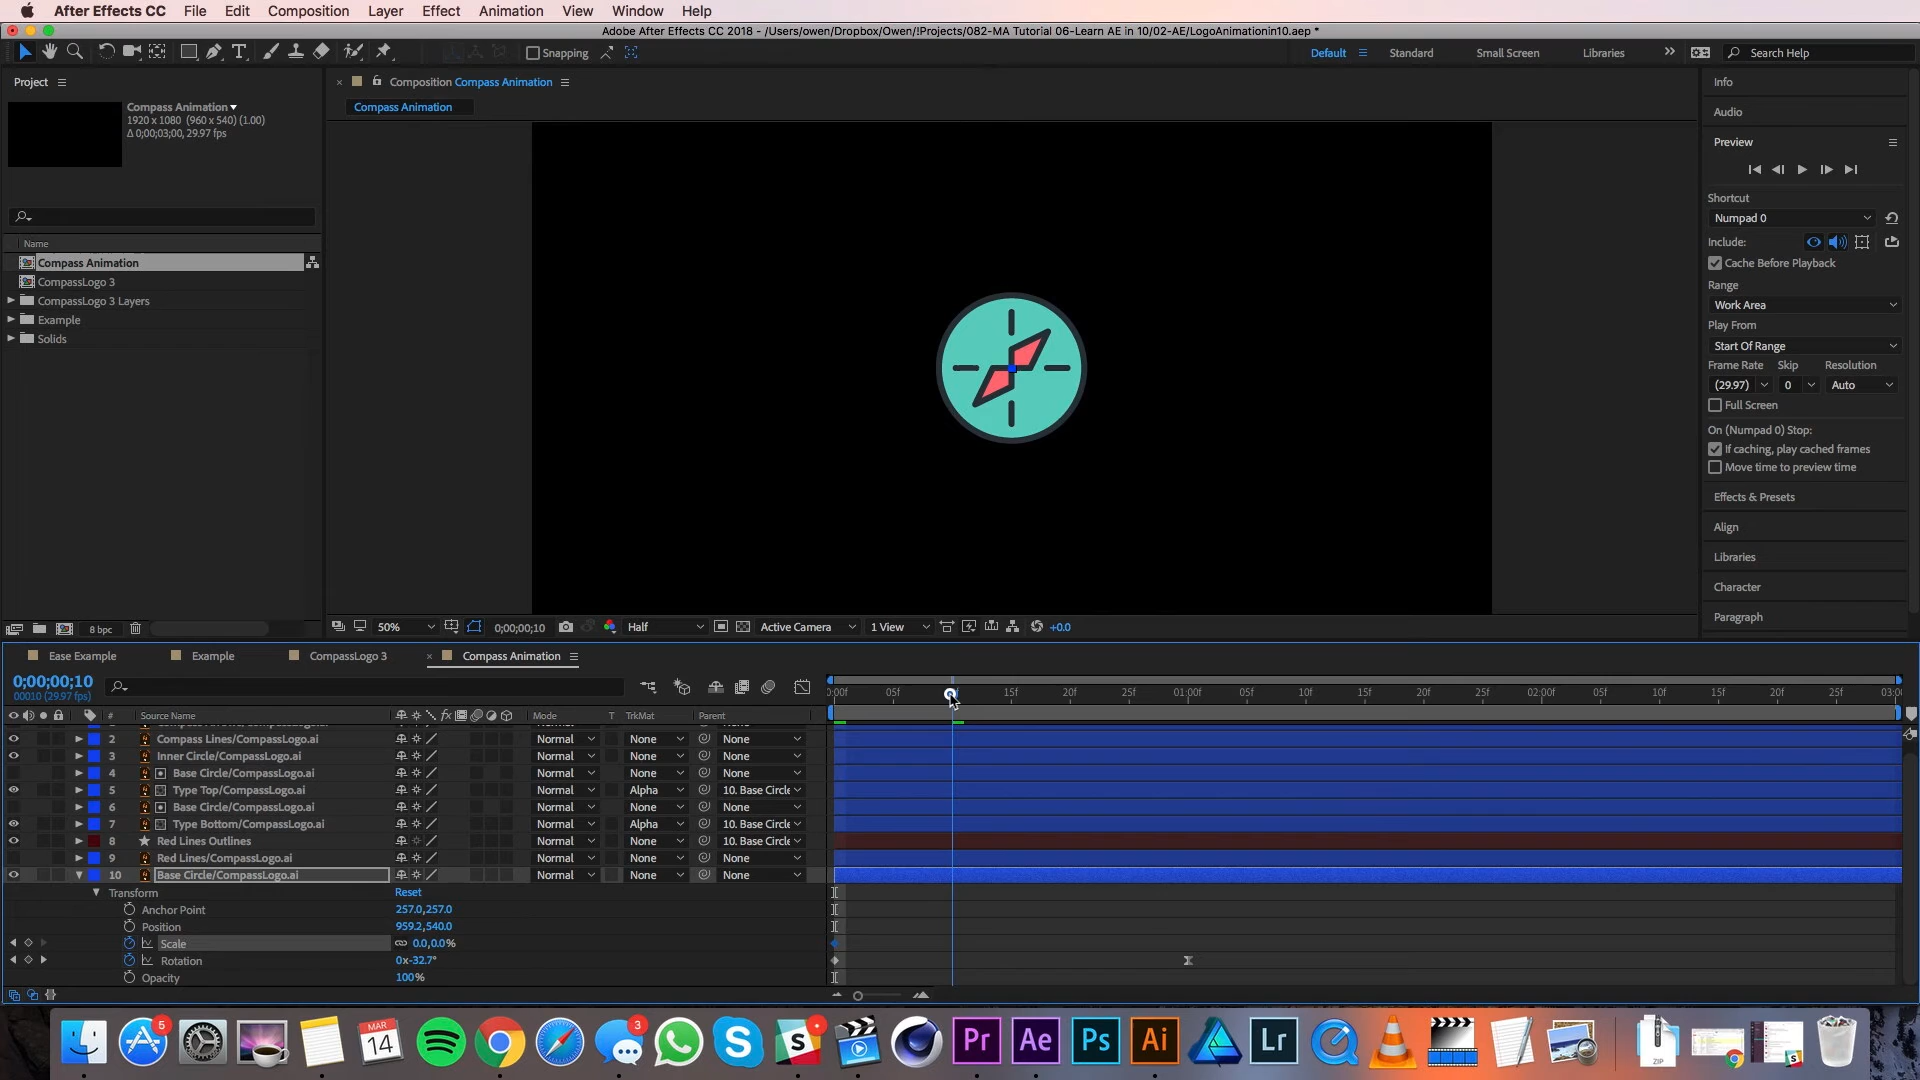 After Effects CC File Edit Composition Layer Effect Animation View Window Help
Adobe After Effects CC 2018 - /Users/owen/Dropbox/Owen/!Projects/082-MA Tutorial 06-Learn AE in 10/02-AE/LogoAnimationin10.aep *
T Snapping Default Standard Small Screen Libraries Search Help
Project
Compass Animation
1920 x 1080 (960 x 540) (1.00)
Δ 0;00;03;00, 29.97 fps
Name
Compass Animation
CompassLogo 3
CompassLogo 3 Layers
Example
Solids
8 bpc
Composition Compass Animation
Compass Animation
50% 0;00;00;10 Half Active Camera 1 View +0.0
Info
Audio
Preview
Shortcut
Numpad 0
Include:
Cache Before Playback
Range
Work Area
Play From
Start Of Range
Frame Rate Skip Resolution
(29.97) 0 Auto
Full Screen
On (Numpad 0) Stop:
If caching, play cached frames
Move time to preview time
Effects & Presets
Align
Libraries
Character
Paragraph
Ease Example Example CompassLogo 3 Compass Animation
0;00;00;10
00010 (29.97 fps)
0:00f 05f 15f 20f 25f 01:00f 05f 10f 15f 20f 25f 02:00f 05f 10f 15f 20f 25f 03:0
# Source Name Mode T TrkMat Parent
2 Compass Lines/CompassLogo.ai Normal None None
3 Inner Circle/CompassLogo.ai Normal None None
4 Base Circle/CompassLogo.ai Normal None None
5 Type Top/CompassLogo.ai Normal Alpha 10. Base Circle
6 Base Circle/CompassLogo.ai Normal None None
7 Type Bottom/CompassLogo.ai Normal Alpha 10. Base Circle
8 Red Lines Outlines Normal None 10. Base Circle
9 Red Lines/CompassLogo.ai Normal None None
10 Base Circle/CompassLogo.ai Normal None None
Transform Reset
Anchor Point 257.0,257.0
Position 959.2,540.0
Scale 0.0,0.0%
Rotation 0x-32.7°
Opacity 100%
5 MAR 14 3 Pr Ae Ps Ai Lr ZIP